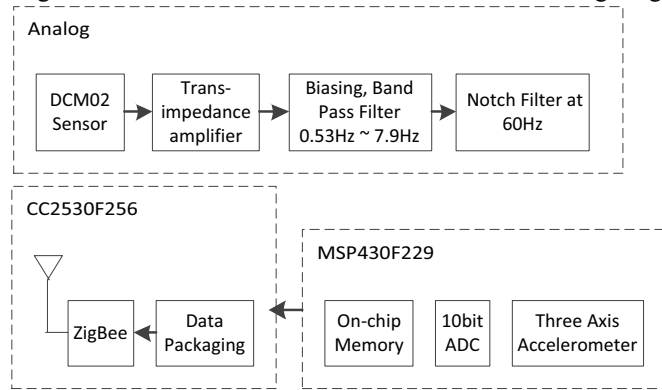 Analog
DCM02
Sensor
Trans-
impedance
amplifier
Biasing, Band
Pass Filter
0.53Hz ~ 7.9Hz
Notch Filter at
60Hz
CC2530F256
ZigBee
Data
Packaging
MSP430F229
On-chip
Memory
10bit
ADC
Three Axis
Accelerometer